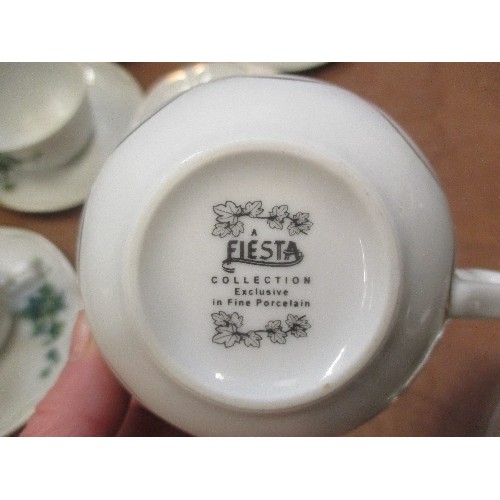 A
FIESTA
COLLECTION
Exclusive
in Fine Porcelain